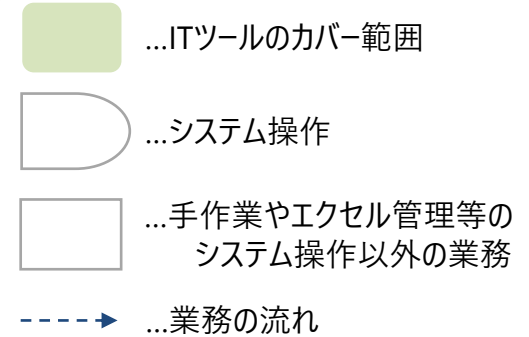 ...ITツールのカバー範囲
...システム操作
...手作業やエクセル管理等の
システム操作以外の業務
...業務の流れ